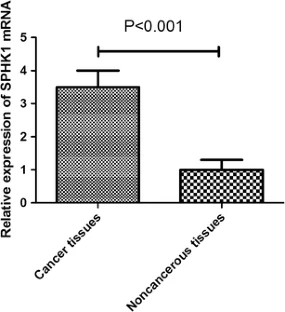 P<0.001
Relative expression of SPHK1 mRNA
5
4
3
2
1
0
Cancer tissues
Noncancerous tissues